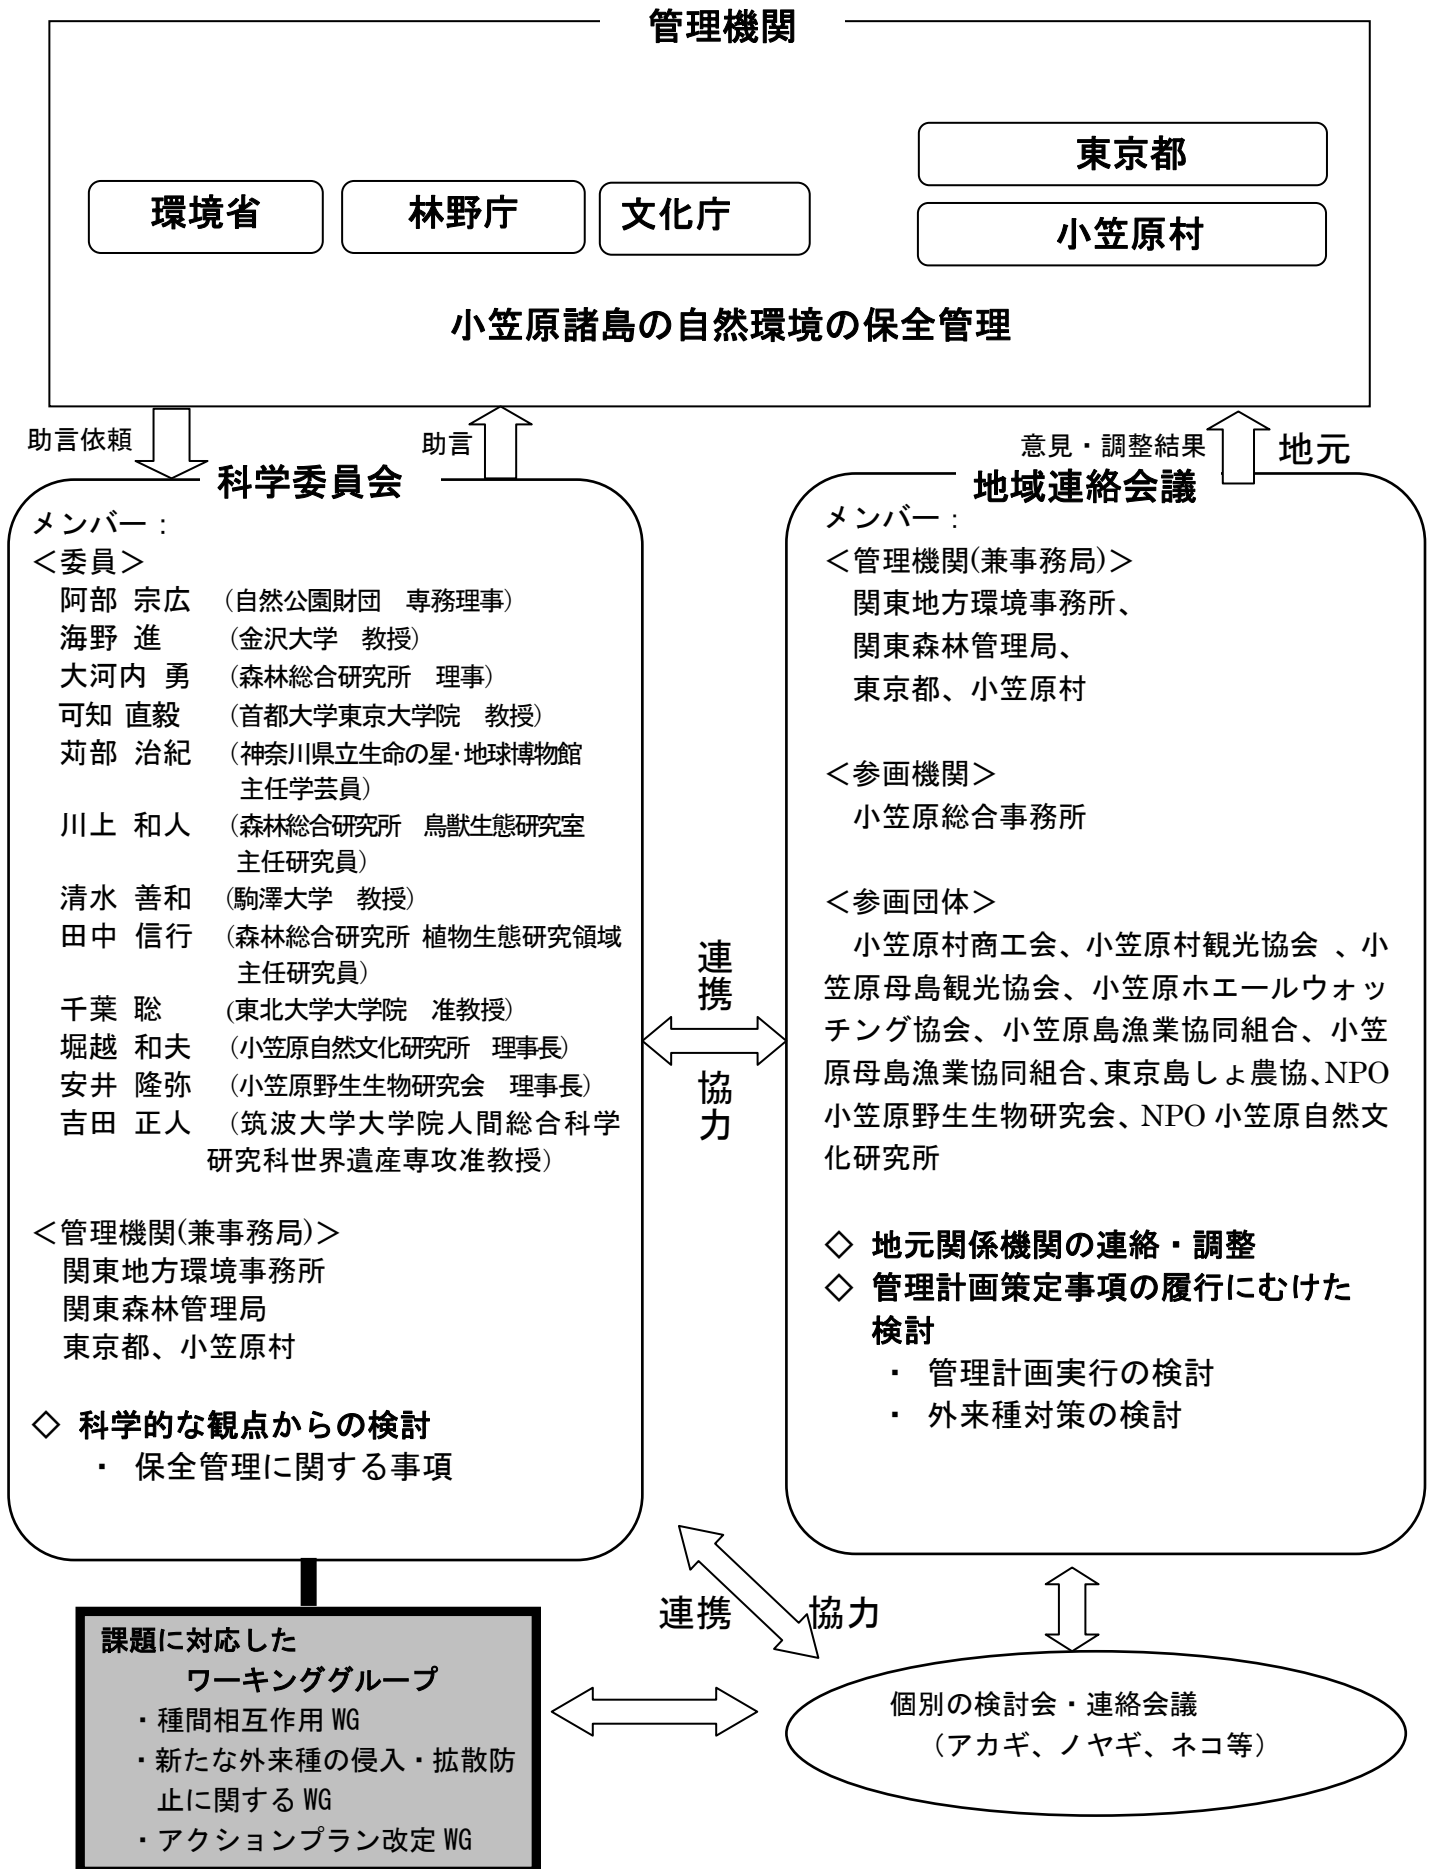 管理機関
東京都
環境省
林野庁
文化庁
小笠原村
小笠原諸島の自然環境の保全管理
助言依頼
助言
意見・調整結果
地元
科学委員会
メンバー：
＜委員＞
阿部 宗広 （自然公園財団 専務理事）
海野 進 （金沢大学 教授）
大河内 勇 （森林総合研究所 理事）
可知 直毅 （首都大学東京大学院 教授）
苅部 治紀 （神奈川県立生命の星・地球博物館
主任学芸員）
川上 和人 （森林総合研究所 鳥獣生態研究室
主任研究員）
清水 善和 （駒澤大学 教授）
田中 信行 （森林総合研究所 植物生態研究領域
主任研究員）
千葉 聡 （東北大学大学院 准教授）
堀越 和夫 （小笠原自然文化研究所 理事長）
安井 隆弥 （小笠原野生生物研究会 理事長）
吉田 正人 （筑波大学大学院人間総合科学
研究科世界遺産専攻准教授）
＜管理機関(兼事務局)＞
関東地方環境事務所
関東森林管理局
東京都、小笠原村
◇ 科学的な観点からの検討
・ 保全管理に関する事項
連携
協力
地域連絡会議
メンバー：
＜管理機関(兼事務局)＞
関東地方環境事務所、
関東森林管理局、
東京都、小笠原村
＜参画機関＞
小笠原総合事務所
＜参画団体＞
小笠原村商工会、小笠原村観光協会 、小
笠原母島観光協会、小笠原ホエールウォッ
チング協会、小笠原島漁業協同組合、小笠
原母島漁業協同組合、東京島しょ農協、NPO
小笠原野生生物研究会、NPO 小笠原自然文
化研究所
◇ 地元関係機関の連絡・調整
◇ 管理計画策定事項の履行にむけた
検討
・ 管理計画実行の検討
・ 外来種対策の検討
連携 協力
課題に対応した
ワーキンググループ
・種間相互作用 WG
・新たな外来種の侵入・拡散防
止に関する WG
・アクションプラン改定 WG
個別の検討会・連絡会議
（アカギ、ノヤギ、ネコ等）